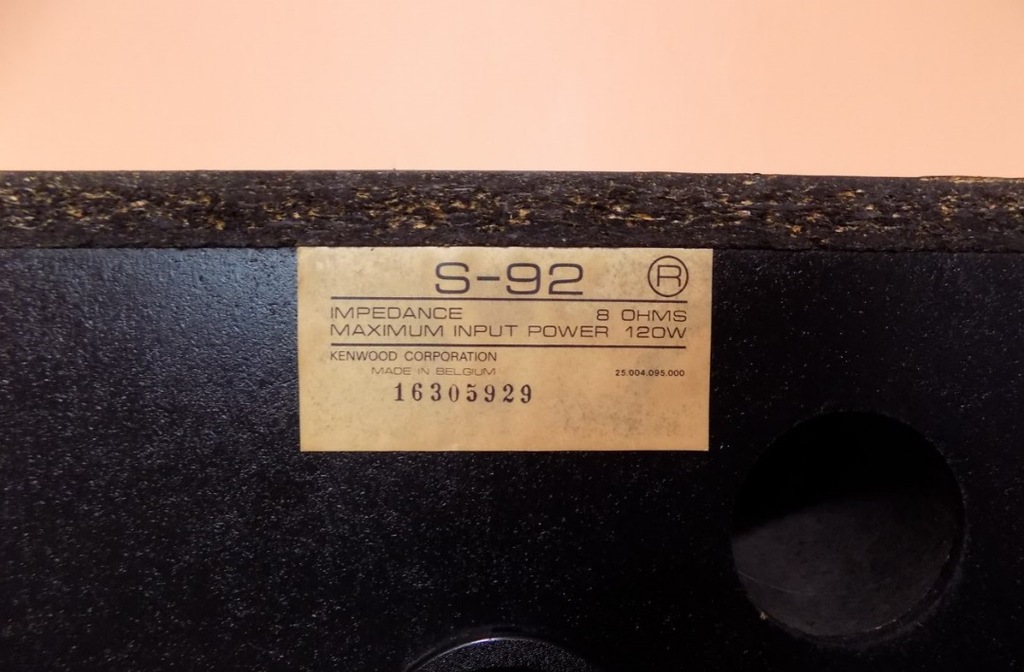 S-92 R
IMPEDANCE 8 OHMS
MAXIMUM INPUT POWER 120W
KENWOOD CORPORATION
MADE IN BELGIUM 25.004.095.000
16305929